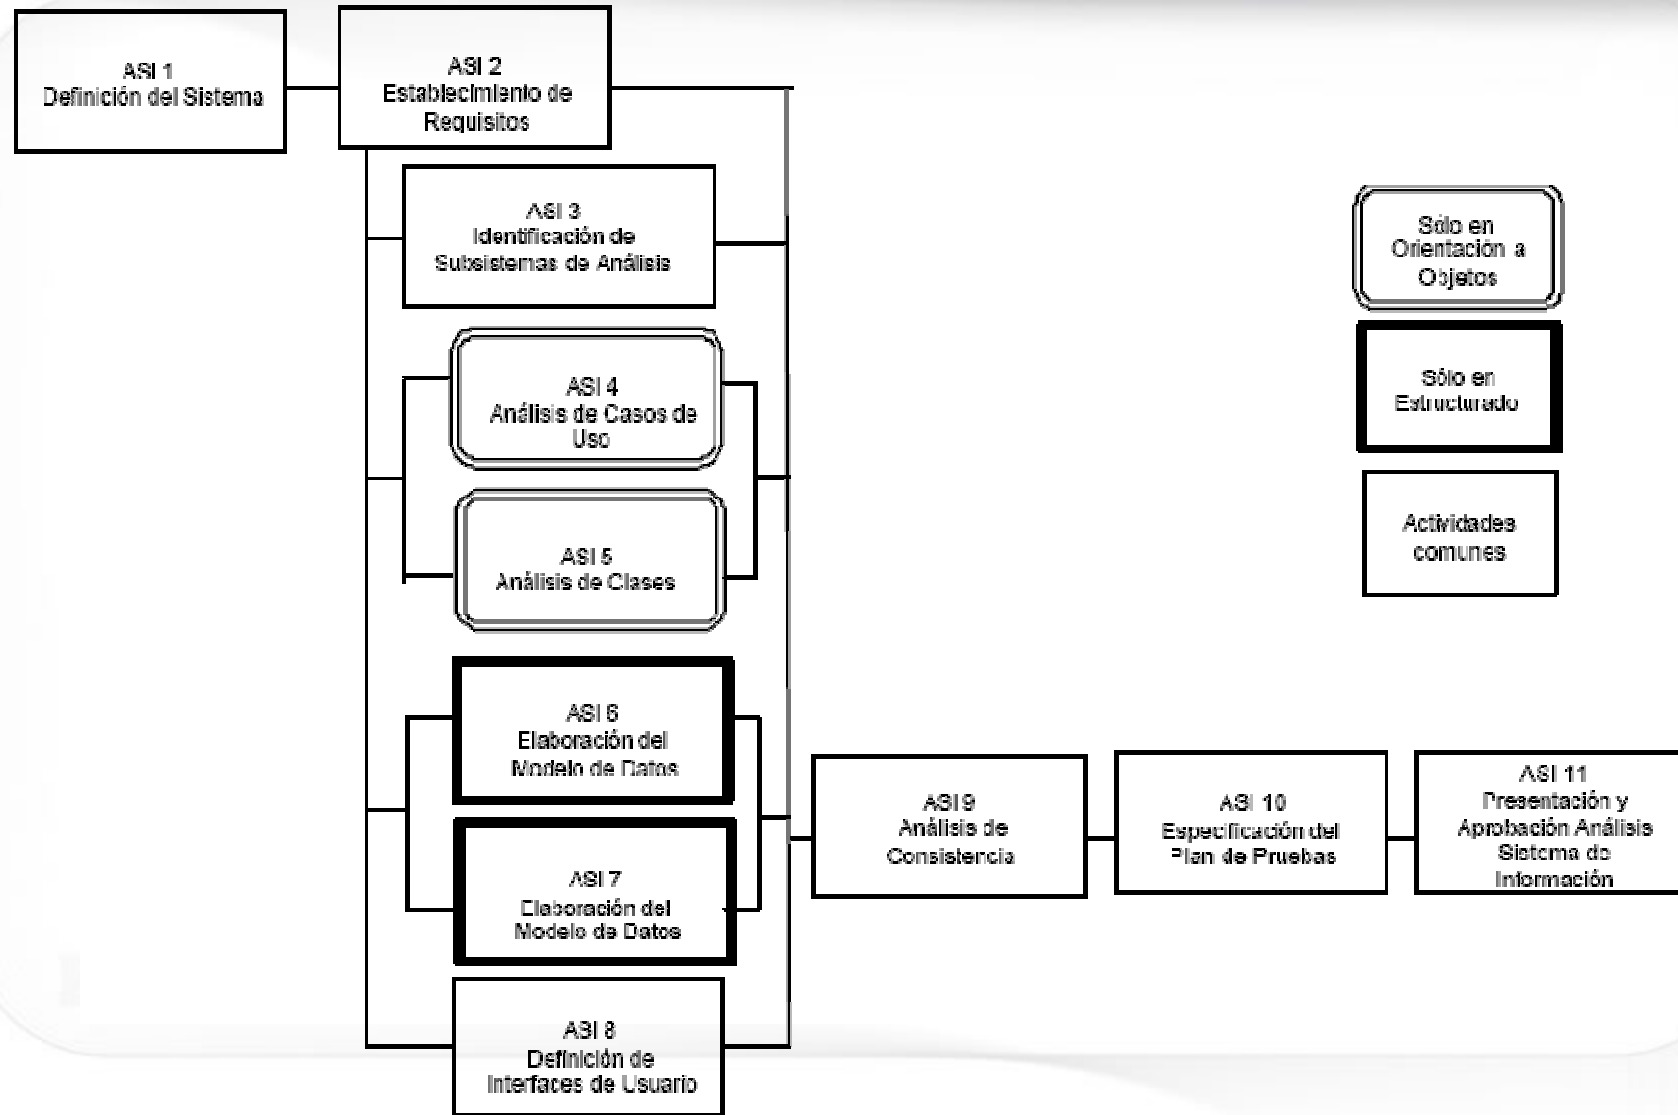 ASI 1
Definición del Sistema
ASI 2
Establecimiento de
Requisitos
ASI 3
Identificación de
Subsistemas de Análisis
Sólo en
Orientación a
Objetos
ASI 4
Análisis de Casos de
Uso
Sólo en
Estructurado
ASI 5
Análisis de Clases
Actividades
comunes
ASI 6
Elaboración del
Modelo de Datos
ASI 7
Elaboración del
Modelo de Datos
ASI 8
Definición de
Interfaces de Usuario
ASI 9
Análisis de
Consistencia
ASI 10
Especificación del
Plan de Pruebas
ASI 11
Presentación y
Aprobación Análisis
Sistema de
Información